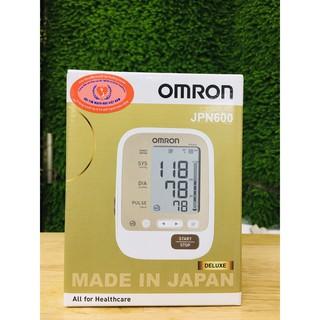 OMRON
JPN600
OMRON
SYS
118
DIA
78
PULSE
78
START
STOP
DELUXE
MADE IN JAPAN
All for Healthcare